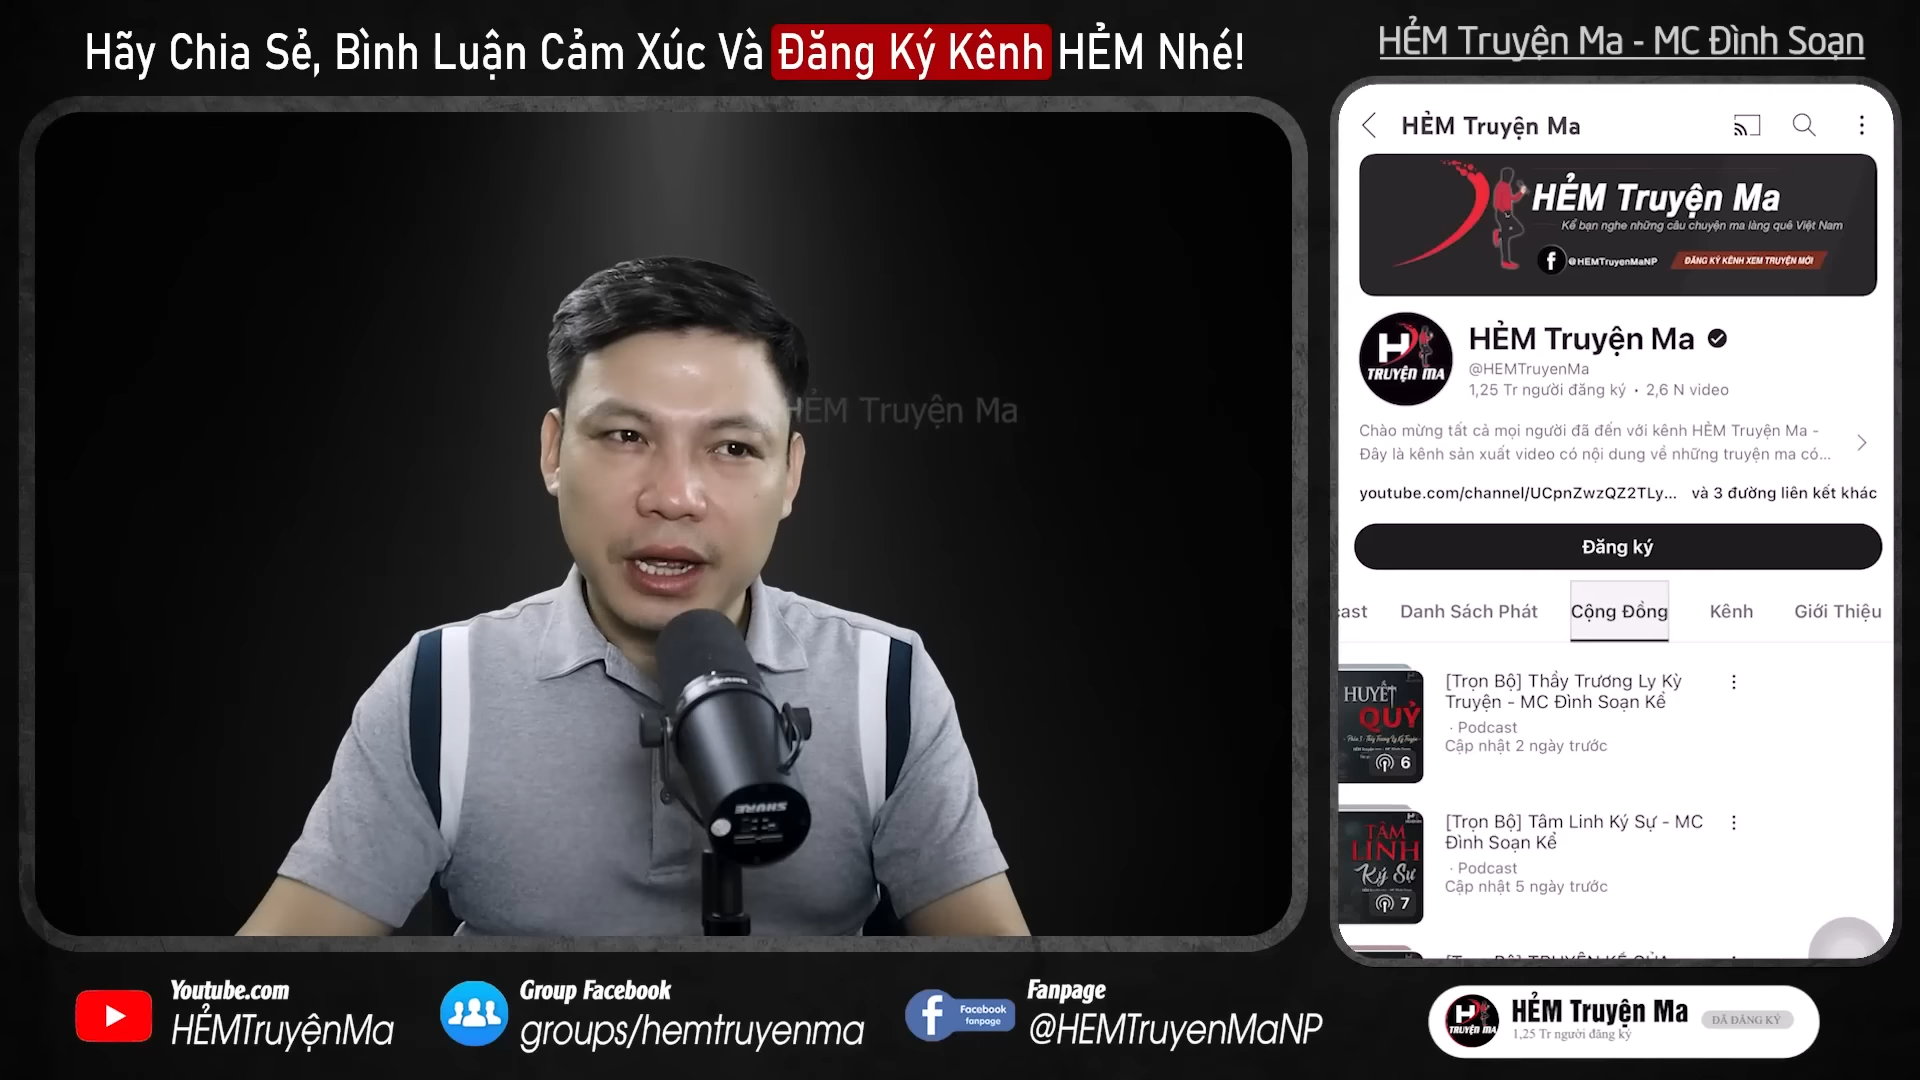 Hãy Chia Sẻ, Bình Luận Cảm Xúc Và Đăng Ký Kênh HẺM Nhé!
HẺM Truyện Ma - MC Đình Soạn
HẺM Truyện Ma
HẺM Truyện Ma
Kể bạn nghe những câu chuyện ma làng quê Việt Nam
@HEMTruyenMaNP
ĐĂNG KÝ KÊNH XEM TRUYỆN MỚI
H
TRUYỆN MA
HẺM Truyện Ma
@HEMTruyenMa
1,25 Tr người đăng ký • 2,6 N video
Chào mừng tất cả mọi người đã đến với kênh HẺM Truyện Ma -
Đây là kênh sản xuất video có nội dung về những truyện ma có...
youtube.com/channel/UCpnZwzQZ2TLy... và 3 đường liên kết khác
Đăng ký
cast Danh Sách Phát Cộng Đồng Kênh Giới Thiệu
HUYẾT
QUỶ
6
[Trọn Bộ] Thầy Trương Ly Kỳ
Truyện - MC Đình Soạn Kể
· Podcast
Cập nhật 2 ngày trước
TÂM
LINH
Ký Sự
7
[Trọn Bộ] Tâm Linh Ký Sự - MC
Đình Soạn Kể
· Podcast
Cập nhật 5 ngày trước
HẺM Truyện Ma
SHURE
Youtube.com
HẺMTruyệnMa
Group Facebook
groups/hemtruyenma
Facebook
fanpage
Fanpage
@HEMTruyenMaNP
H
TRUYỆN MA
HẺM Truyện Ma
1,25 Tr người đăng ký
ĐÃ ĐĂNG KÝ